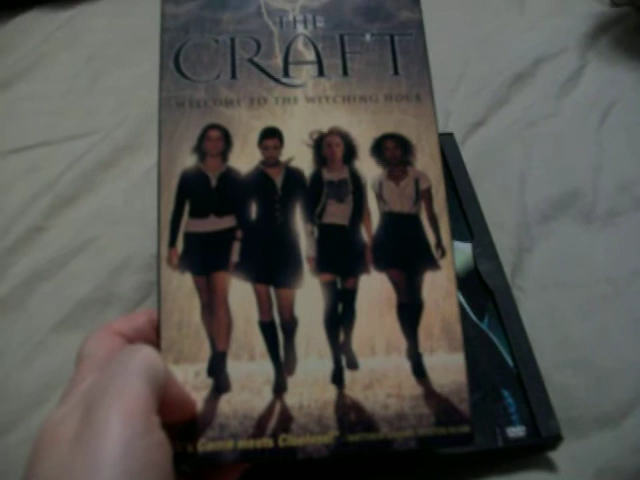 THE
CRAFT
WELCOME TO THE WITCHING HOUR
"Carrie meets Clueless!"
DVD